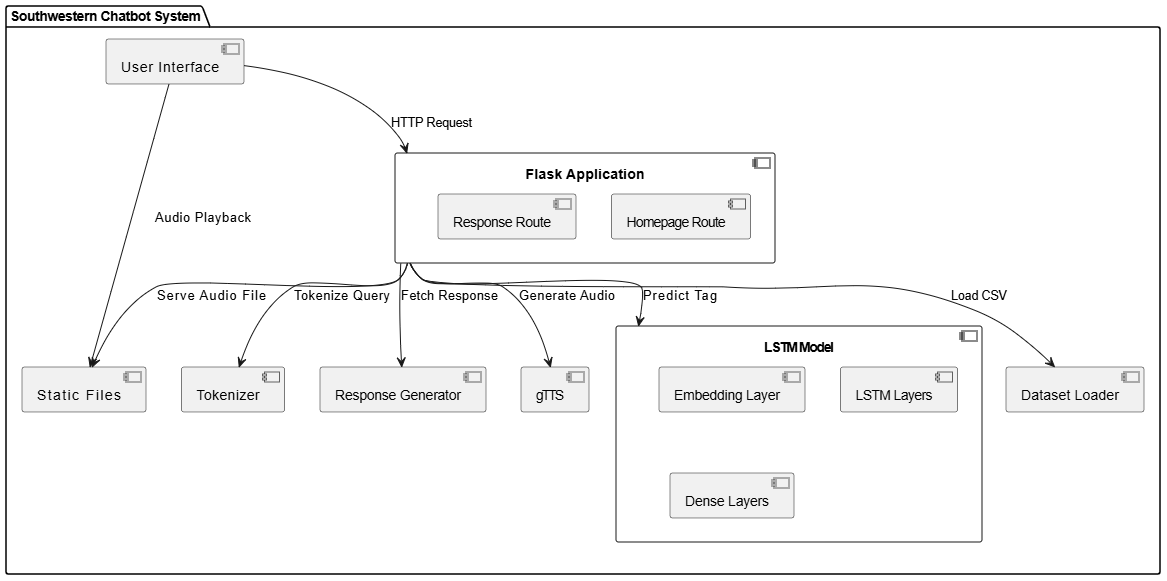 Southwestern Chatbot System
User Interface
HTTP Request
Flask Application
Response Route
Homepage Route
Audio Playback
Serve Audio File
Tokenize Query
Fetch Response
Generate Audio
Predict Tag
Load CSV
LSTM Model
Static Files
Tokenizer
Response Generator
gTTS
Embedding Layer
LSTM Layers
Dataset Loader
Dense Layers